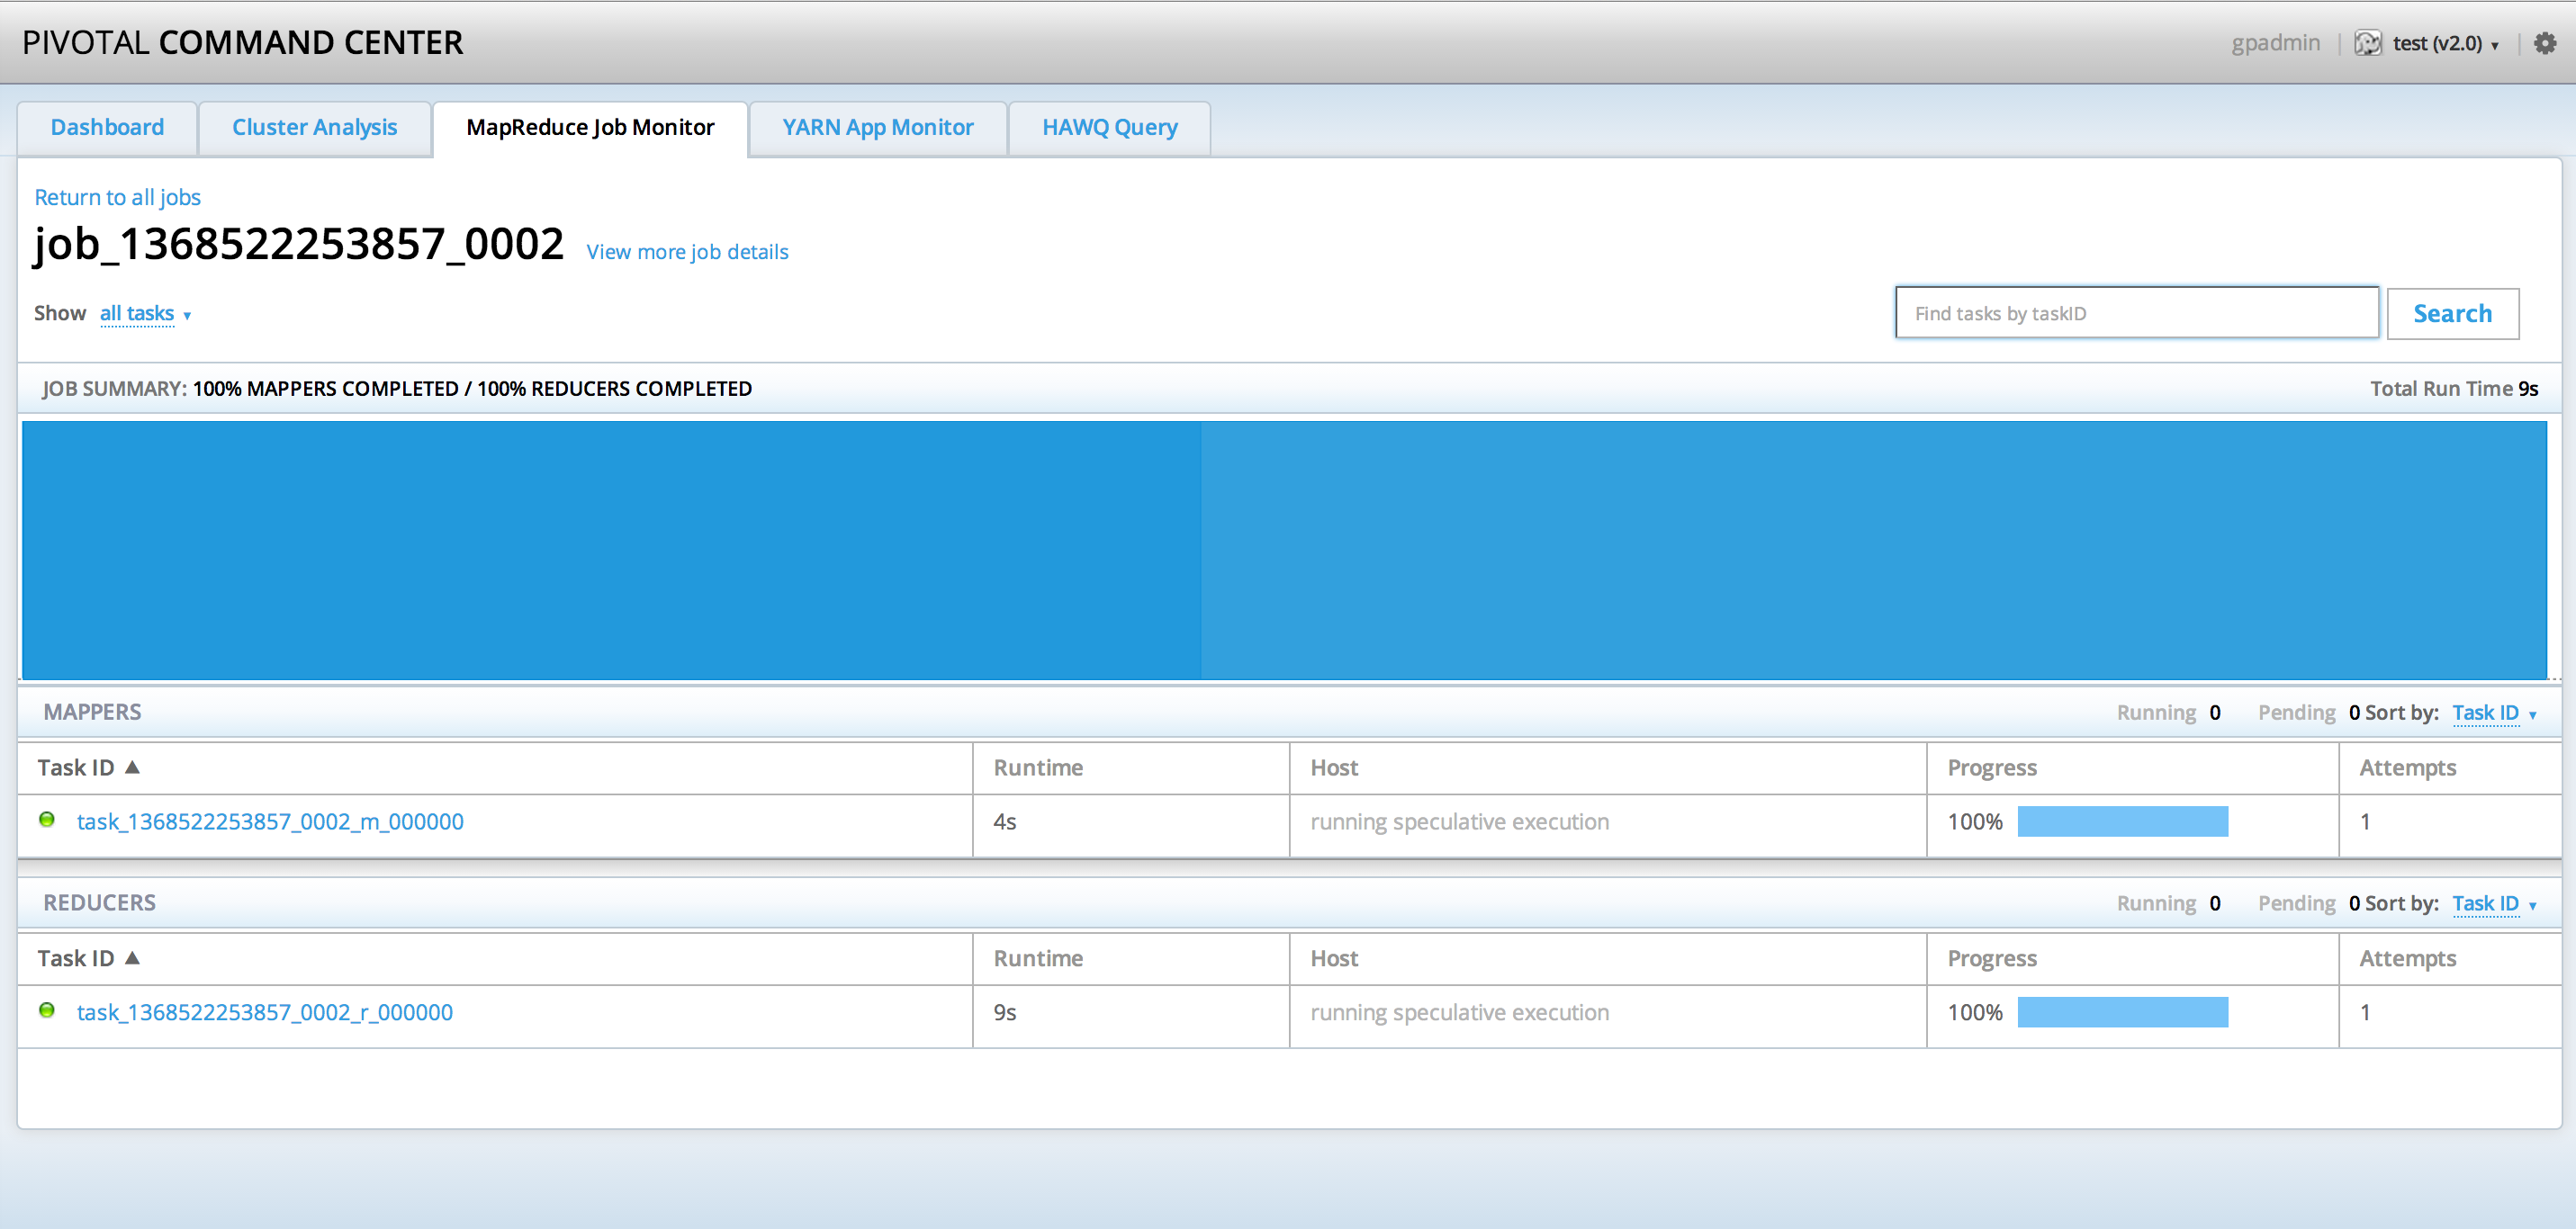 PIVOTAL COMMAND CENTER
gpadmin test (v2.0)
Dashboard Cluster Analysis MapReduce Job Monitor YARN App Monitor HAWQ Query
Return to all jobs
job_1368522253857_0002 View more job details
Show all tasks
Find tasks by taskID Search
JOB SUMMARY: 100% MAPPERS COMPLETED / 100% REDUCERS COMPLETED Total Run Time 9s
MAPPERS Running 0 Pending 0 Sort by: Task ID
Task ID Runtime Host Progress Attempts
task_1368522253857_0002_m_000000 4s running speculative execution 100% 1
REDUCERS Running 0 Pending 0 Sort by: Task ID
Task ID Runtime Host Progress Attempts
task_1368522253857_0002_r_000000 9s running speculative execution 100% 1